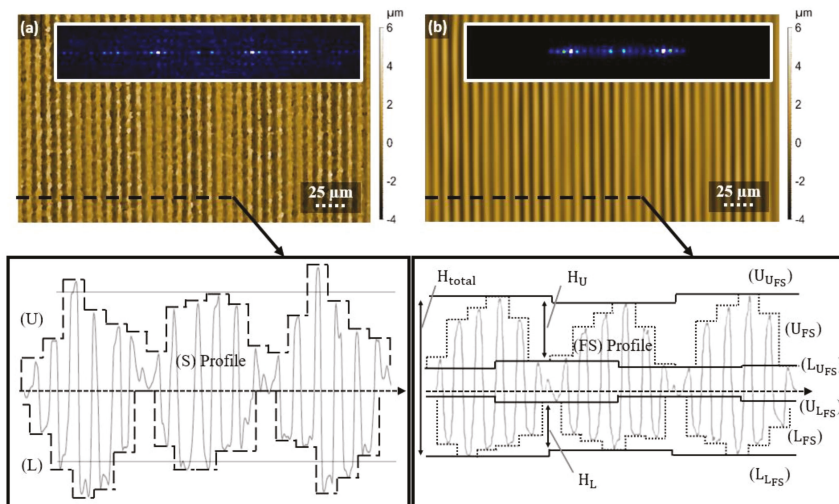 (a)
25 µm
µm
6
4
2
0
-2
-4
(b)
25 µm
µm
6
4
2
0
-2
-4
(U)
(S) Profile
(L)
H_total
H_U
(U_U_FS)
(U_FS)
(FS) Profile
(L_U_FS)
(U_L_FS)
(L_FS)
H_L
(L_L_FS)